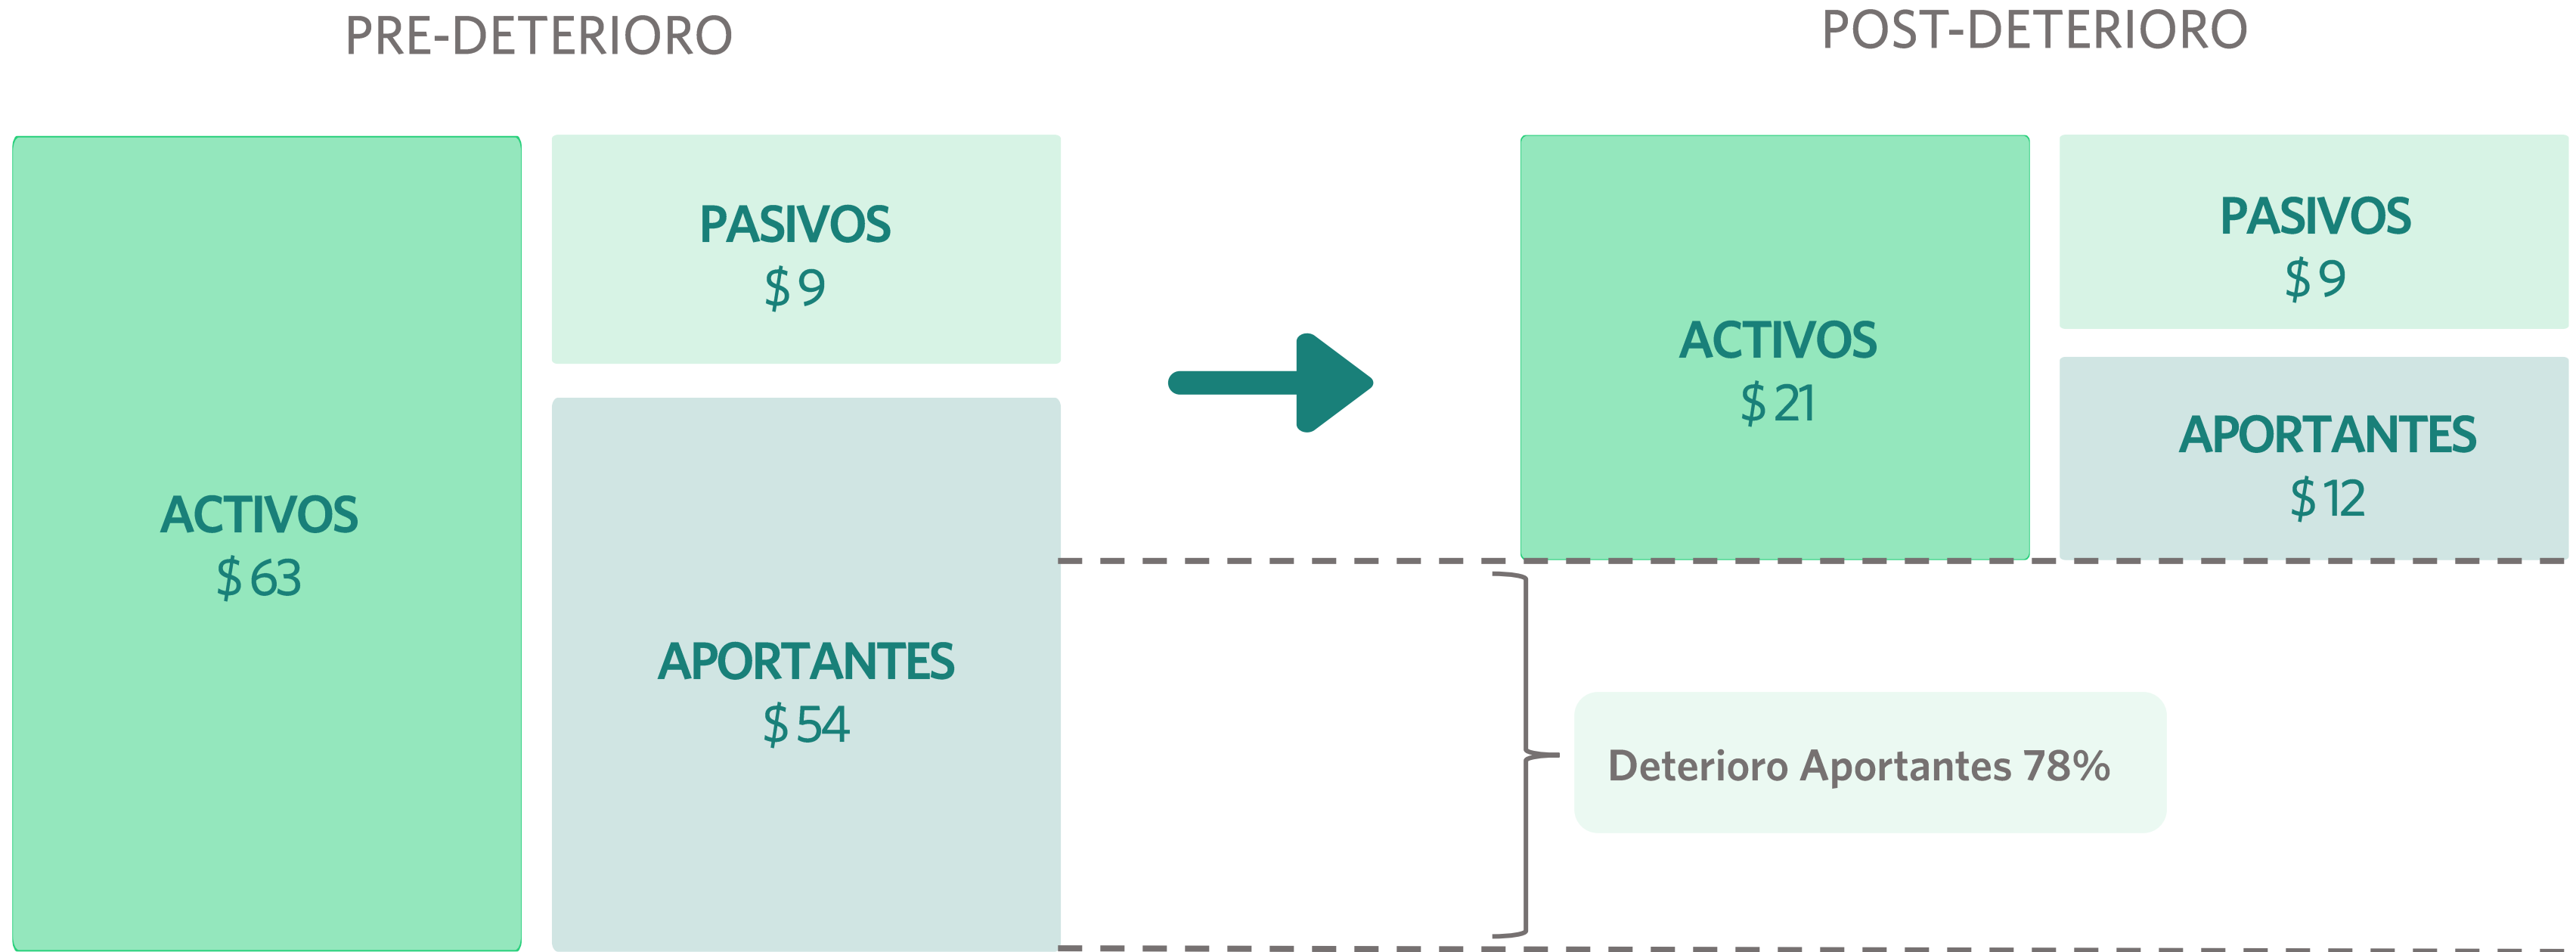 PRE-DETERIORO
POST-DETERIORO
ACTIVOS
$ 63
PASIVOS
$ 9
APORTANTES
$ 54
ACTIVOS
$ 21
PASIVOS
$ 9
APORTANTES
$ 12
Deterioro Aportantes 78%